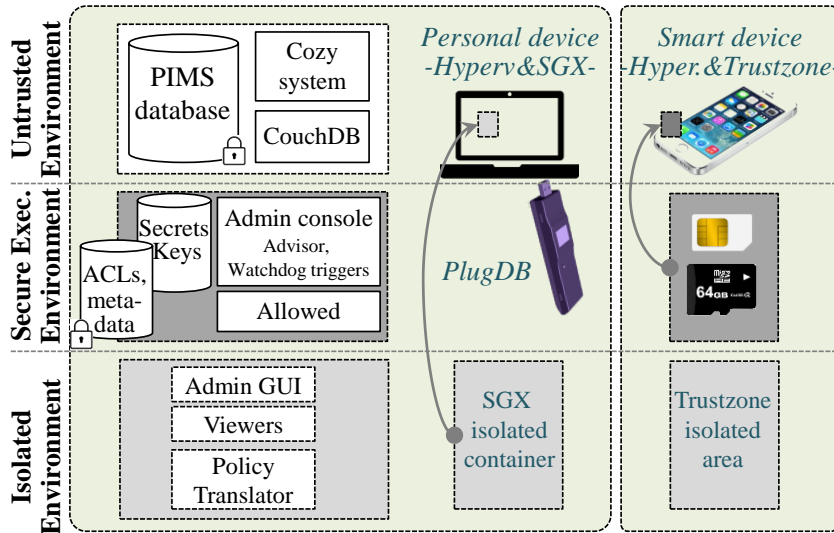 Untrusted
Environment
PIMS
database
Cozy
system
CouchDB
Personal device
-Hyperv&SGX-
Smart device
-Hyper.&Trustzone-
Secure Exec.
Environment
Secrets
Keys
ACLs,
meta-
data
Admin console
Advisor,
Watchdog triggers
Allowed
PlugDB
micro
64GB
Isolated
Environment
Admin GUI
Viewers
Policy
Translator
SGX
isolated
container
Trustzone
isolated
area